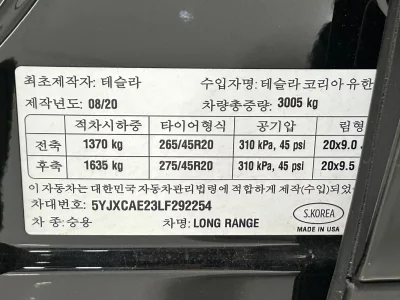 최초제작자: 테슬라 수입자명: 테슬라 코리아 유한
제작년도: 08/20 차량총중량: 3005 kg
적차시하중 타이어형식 공기압 림형
전축 1370 kg 265/45R20 310 kPa, 45 psi 20x9.0
후축 1635 kg 275/45R20 310 kPa, 45 psi 20x9.5
이 자동차는 대한민국 자동차관리법령에 적합하게 제작(수입)되었
차대번호: 5YJXCAE23LF292254
차 종: 승용 차명: LONG RANGE
S.KOREA
MADE IN USA